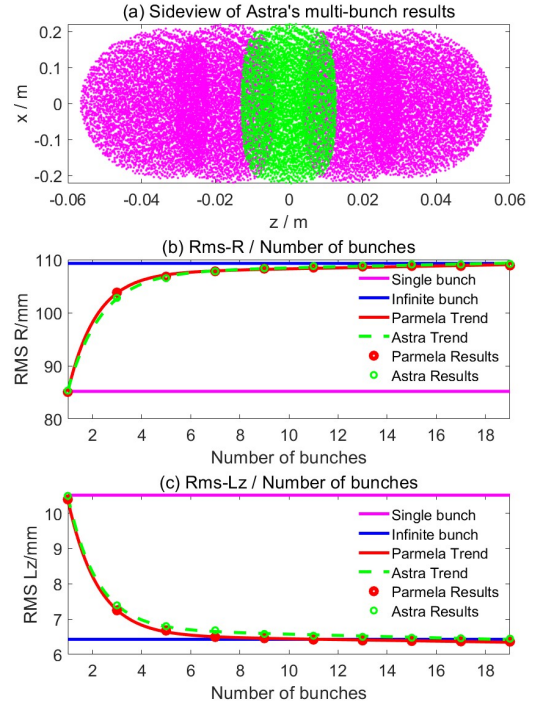 (a) Sideview of Astra's multi-bunch results
0.2
0.1
0
-0.1
-0.2
x / m
-0.06 -0.04 -0.02 0 0.02 0.04 0.06
z / m
(b) Rms-R / Number of bunches
110
100
90
80
RMS R/mm
Single bunch
Infinite bunch
Parmela Trend
Astra Trend
Parmela Results
Astra Results
2 4 6 8 10 12 14 16 18
Number of bunches
(c) Rms-Lz / Number of bunches
10
9
8
7
6
RMS Lz/mm
Single bunch
Infinite bunch
Parmela Trend
Astra Trend
Parmela Results
Astra Results
2 4 6 8 10 12 14 16 18
Number of bunches